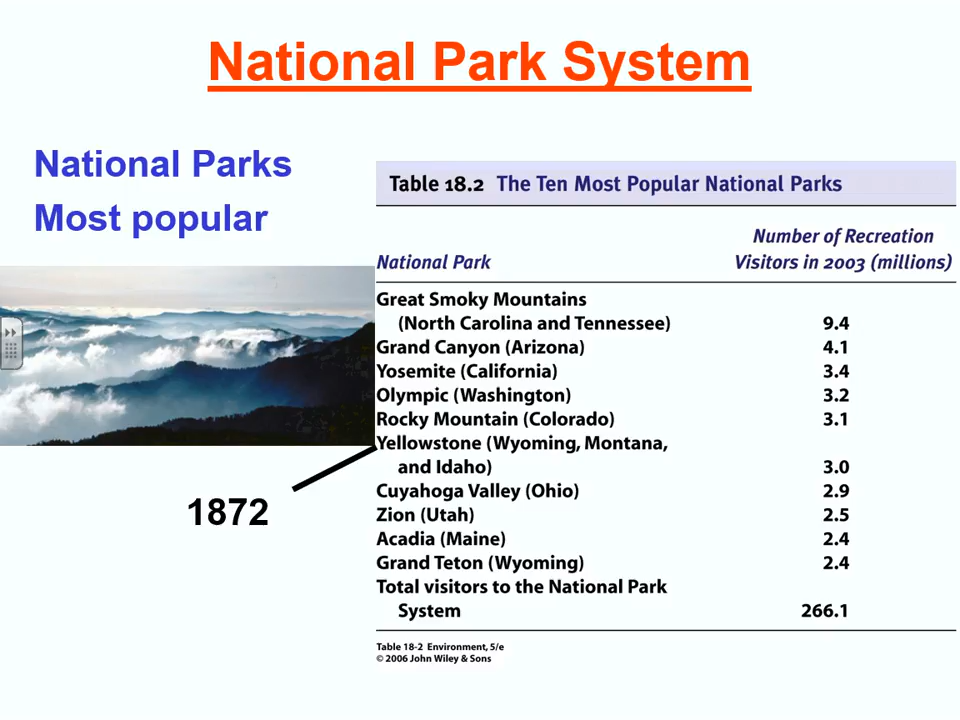 National Park System
National Parks
Most popular
1872
Table 18.2 The Ten Most Popular National Parks
Number of Recreation
National Park Visitors in 2003 (millions)
Great Smoky Mountains
(North Carolina and Tennessee) 9.4
Grand Canyon (Arizona) 4.1
Yosemite (California) 3.4
Olympic (Washington) 3.2
Rocky Mountain (Colorado) 3.1
Yellowstone (Wyoming, Montana,
and Idaho) 3.0
Cuyahoga Valley (Ohio) 2.9
Zion (Utah) 2.5
Acadia (Maine) 2.4
Grand Teton (Wyoming) 2.4
Total visitors to the National Park
System 266.1
Table 18-2 Environment, 5/e
© 2006 John Wiley & Sons